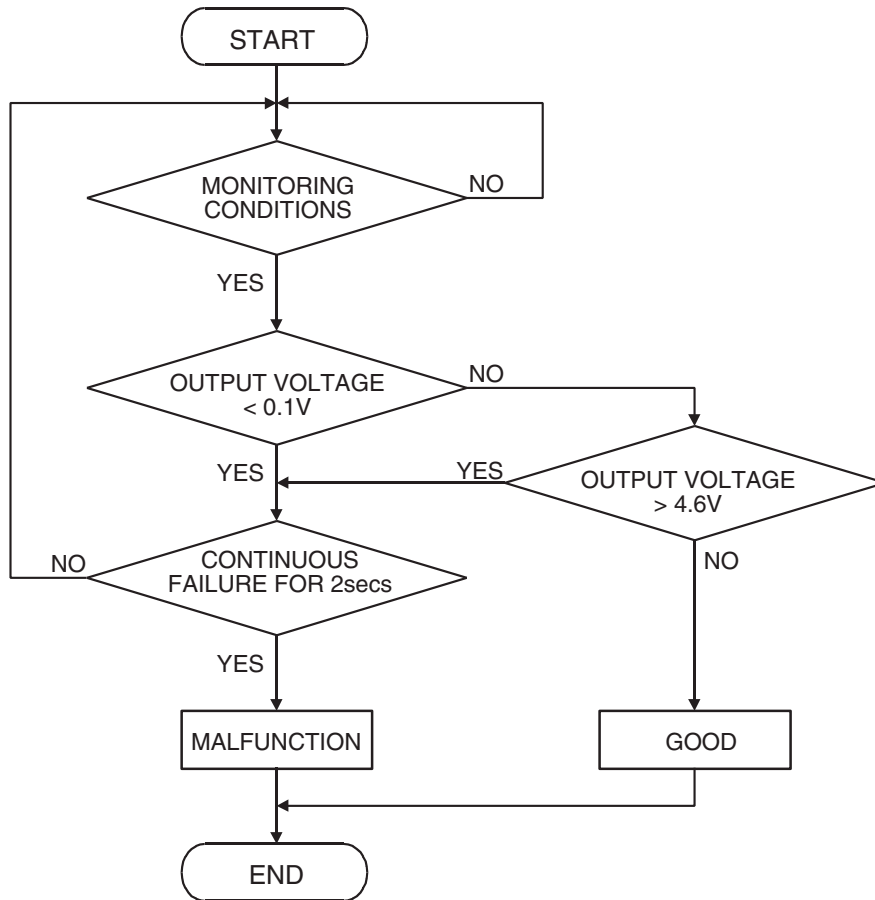 START
MONITORING
CONDITIONS
NO
YES
OUTPUT VOLTAGE
< 0.1V
NO
YES
YES
OUTPUT VOLTAGE
> 4.6V
NO
CONTINUOUS
FAILURE FOR 2secs
NO
YES
MALFUNCTION
GOOD
END